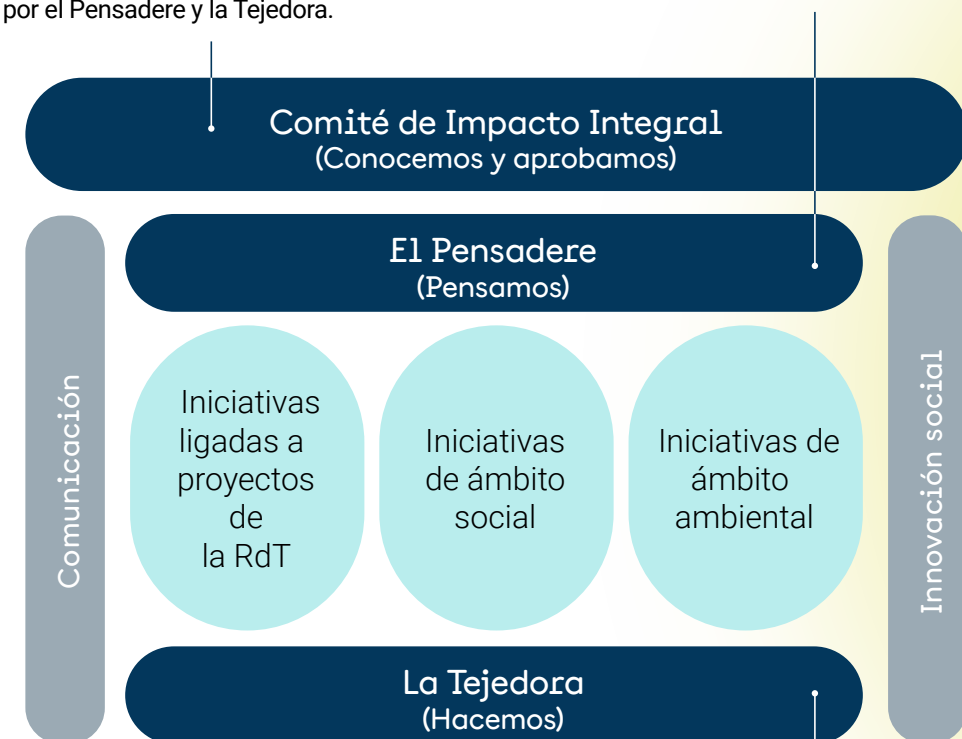 por el Pensadere y la Tejedora.
Comité de Impacto Integral
(Conocemos y aprobamos)
El Pensadere
(Pensamos)
Comunicación
Iniciativas
ligadas a
proyectos
de
la RdT
Iniciativas
de ámbito
social
Iniciativas de
ámbito
ambiental
Innovación social
La Tejedora
(Hacemos)